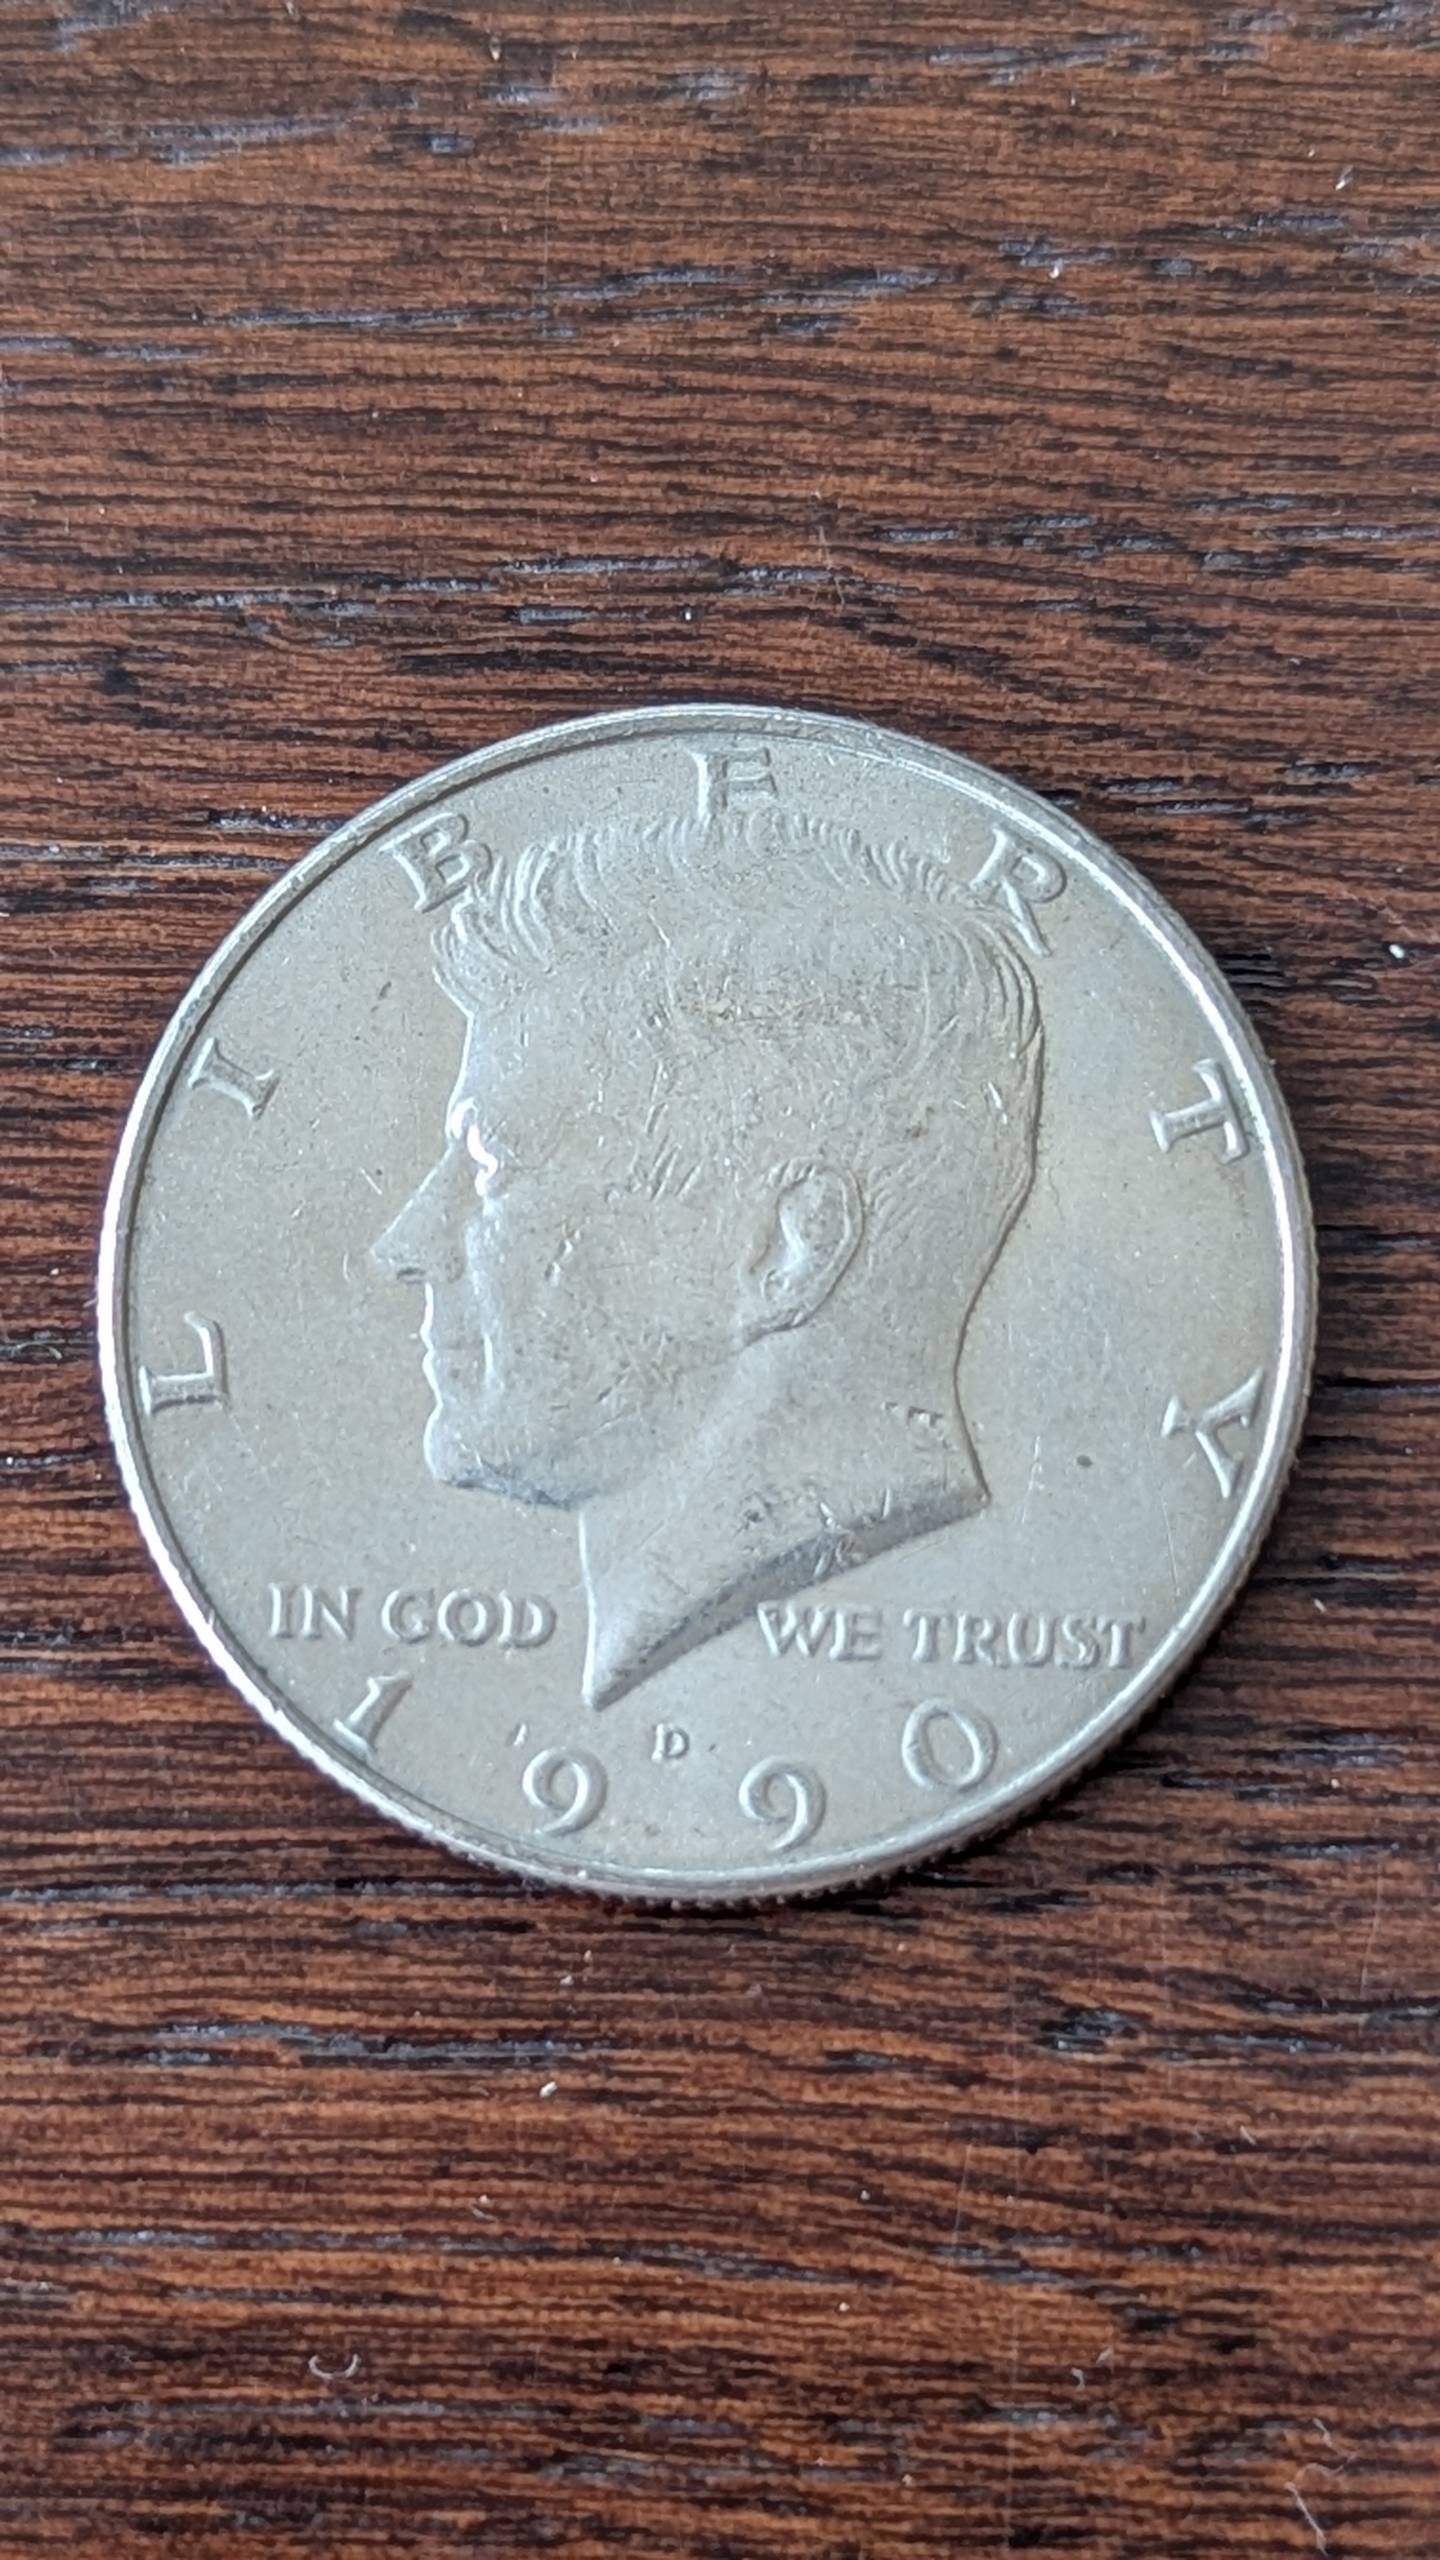 LIBERTY
IN GOD WE TRUST
D
1990